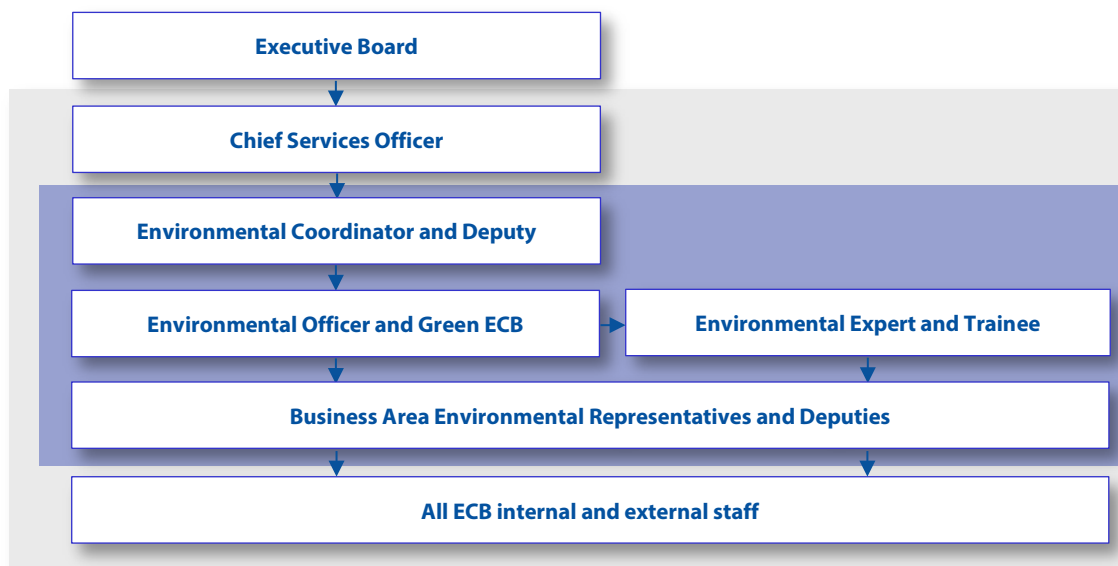 Executive Board
Chief Services Officer
Environmental Coordinator and Deputy
Environmental Officer and Green ECB
Environmental Expert and Trainee
Business Area Environmental Representatives and Deputies
All ECB internal and external staff